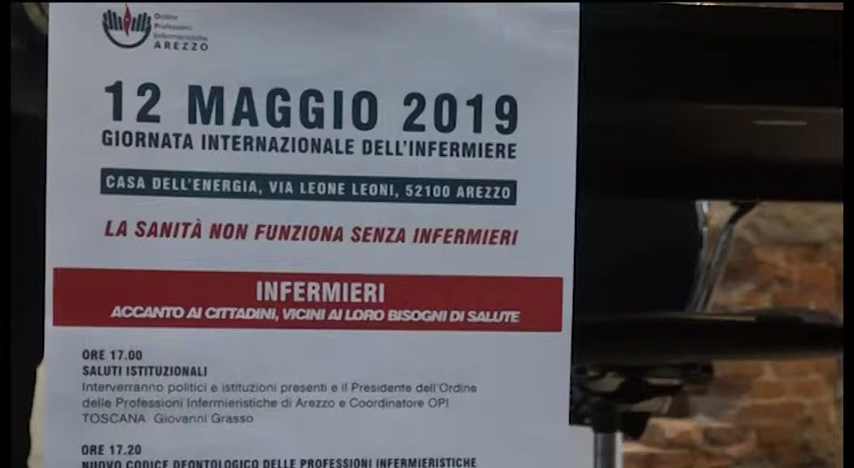 Ordine
Professioni
Infermieristiche
AREZZO
12 MAGGIO 2019
GIORNATA INTERNAZIONALE DELL'INFERMIERE
CASA DELL'ENERGIA, VIA LEONE LEONI, 52100 AREZZO
LA SANITÀ NON FUNZIONA SENZA INFERMIERI
INFERMIERI
ACCANTO AI CITTADINI, VICINI AI LORO BISOGNI DI SALUTE
ORE 17.00
SALUTI ISTITUZIONALI
Interverranno politici e istituzioni presenti e il Presidente dell'Ordine
delle Professioni Infermieristiche di Arezzo e Coordinatore OPI
TOSCANA Giovanni Grasso
ORE 17.20
NUOVO CODICE DEONTOLOGICO DELLE PROFESSIONI INFERMIERISTICHE